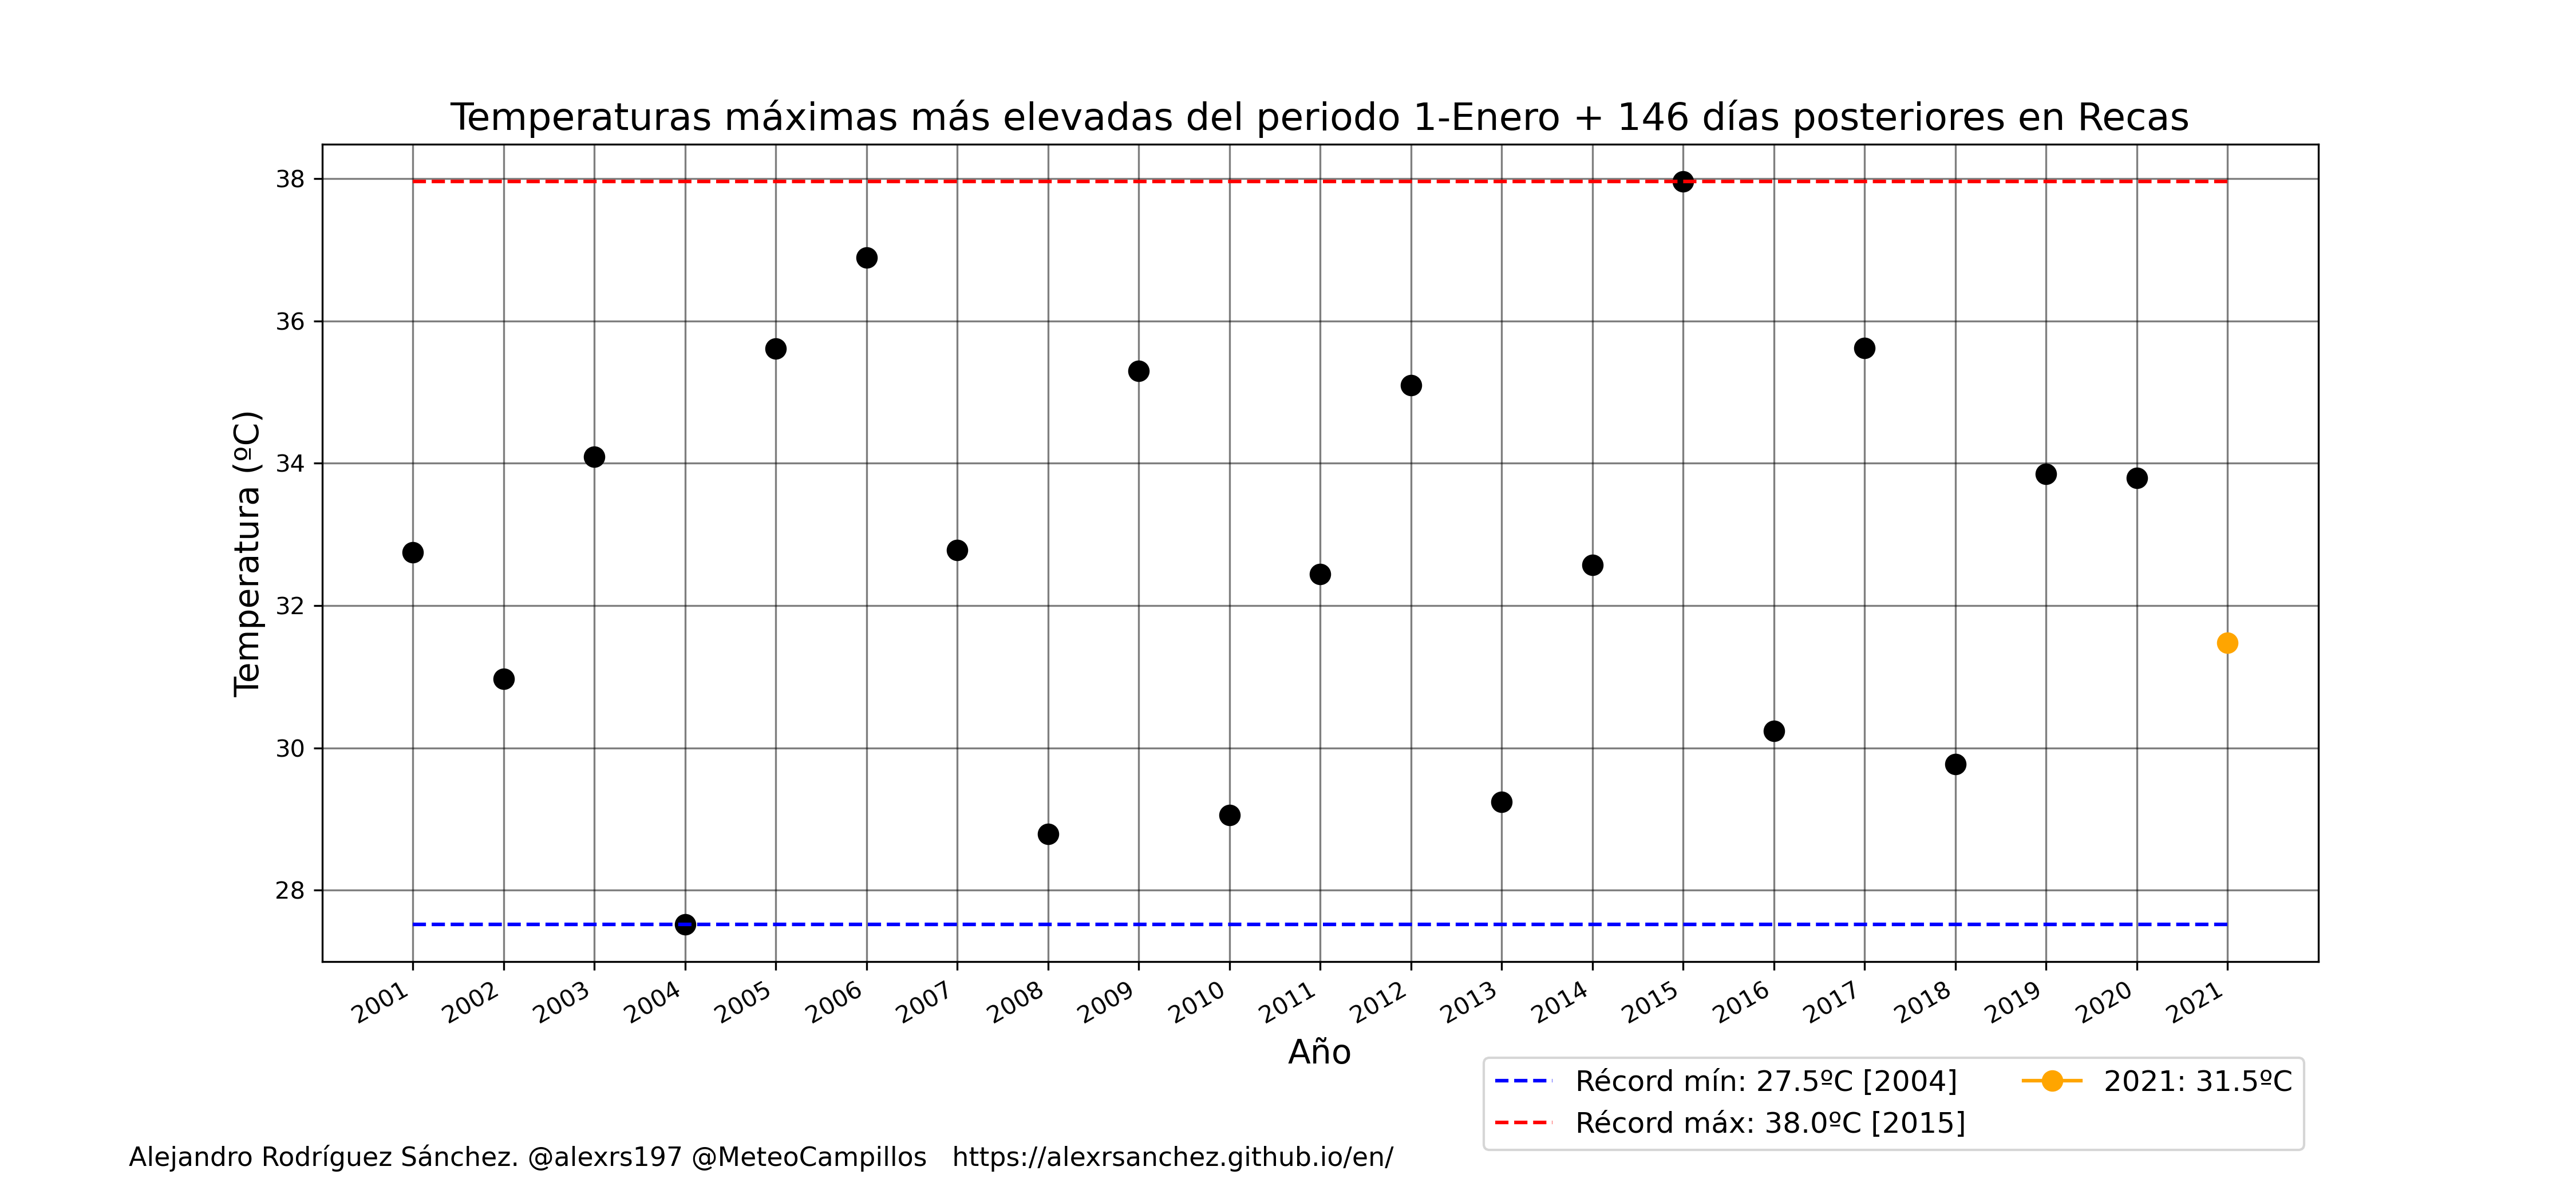 Temperaturas máximas más elevadas del periodo 1-Enero + 146 días posteriores en Recas
Temperatura (ºC)
38
36
34
32
30
28
2001 2002 2003 2004 2005 2006 2007 2008 2009 2010 2011 2012 2013 2014 2015 2016 2017 2018 2019 2020 2021
Año
Récord mín: 27.5ºC [2004]
Récord máx: 38.0ºC [2015]
2021: 31.5ºC
Alejandro Rodríguez Sánchez. @alexrs197 @MeteoCampillos https://alexrsanchez.github.io/en/